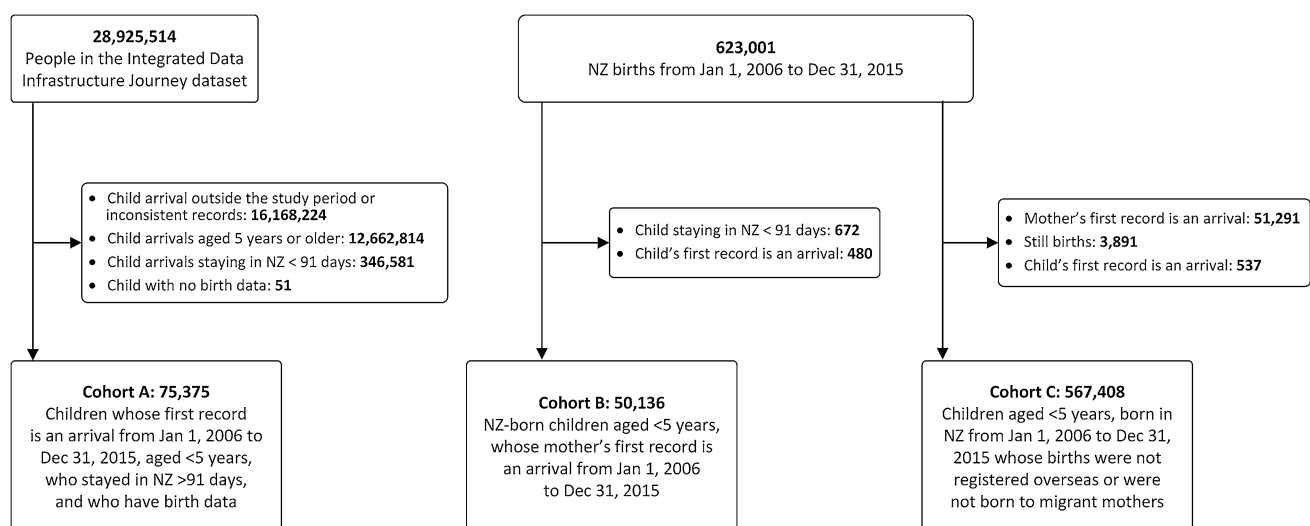 28,925,514
People in the Integrated Data
Infrastructure Journey dataset
623,001
NZ births from Jan 1, 2006 to Dec 31, 2015
• Child arrival outside the study period or
inconsistent records: 16,168,224
• Child arrivals aged 5 years or older: 12,662,814
• Child arrivals staying in NZ < 91 days: 346,581
• Child with no birth data: 51
• Child staying in NZ < 91 days: 672
• Child's first record is an arrival: 480
• Mother's first record is an arrival: 51,291
• Still births: 3,891
• Child's first record is an arrival: 537
Cohort A: 75,375
Children whose first record
is an arrival from Jan 1, 2006 to
Dec 31, 2015, aged <5 years,
who stayed in NZ >91 days,
and who have birth data
Cohort B: 50,136
NZ-born children aged <5 years,
whose mother's first record is
an arrival from Jan 1, 2006
to Dec 31, 2015
Cohort C: 567,408
Children aged <5 years, born in
NZ from Jan 1, 2006 to Dec 31,
2015 whose births were not
registered overseas or were
not born to migrant mothers